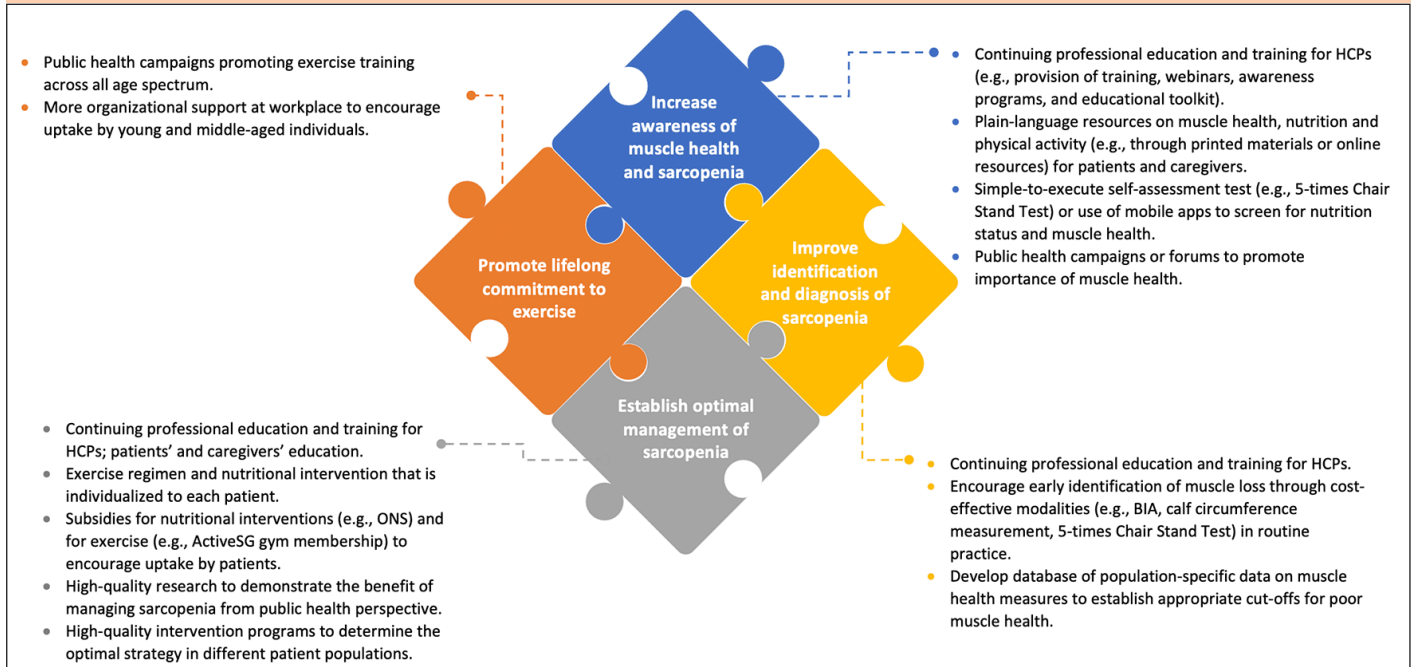 • Public health campaigns promoting exercise training
across all age spectrum.
• More organizational support at workplace to encourage
uptake by young and middle-aged individuals.
Increase
awareness of
muscle health
and sarcopenia
• Continuing professional education and training for HCPs
(e.g., provision of training, webinars, awareness
programs, and educational toolkit).
• Plain-language resources on muscle health, nutrition and
physical activity (e.g., through printed materials or online
resources) for patients and caregivers.
• Simple-to-execute self-assessment test (e.g., 5-times Chair
Stand Test) or use of mobile apps to screen for nutrition
status and muscle health.
• Public health campaigns or forums to promote
importance of muscle health.
Promote lifelong
commitment to
exercise
Improve
identification
and diagnosis of
sarcopenia
Establish optimal
management of
sarcopenia
• Continuing professional education and training for
HCPs; patients’ and caregivers’ education.
• Exercise regimen and nutritional intervention that is
individualized to each patient.
• Subsidies for nutritional interventions (e.g., ONS) and
for exercise (e.g., ActiveSG gym membership) to
encourage uptake by patients.
• High-quality research to demonstrate the benefit of
managing sarcopenia from public health perspective.
• High-quality intervention programs to determine the
optimal strategy in different patient populations.
• Continuing professional education and training for HCPs.
• Encourage early identification of muscle loss through cost-
effective modalities (e.g., BIA, calf circumference
measurement, 5-times Chair Stand Test) in routine
practice.
• Develop database of population-specific data on muscle
health measures to establish appropriate cut-offs for poor
muscle health.